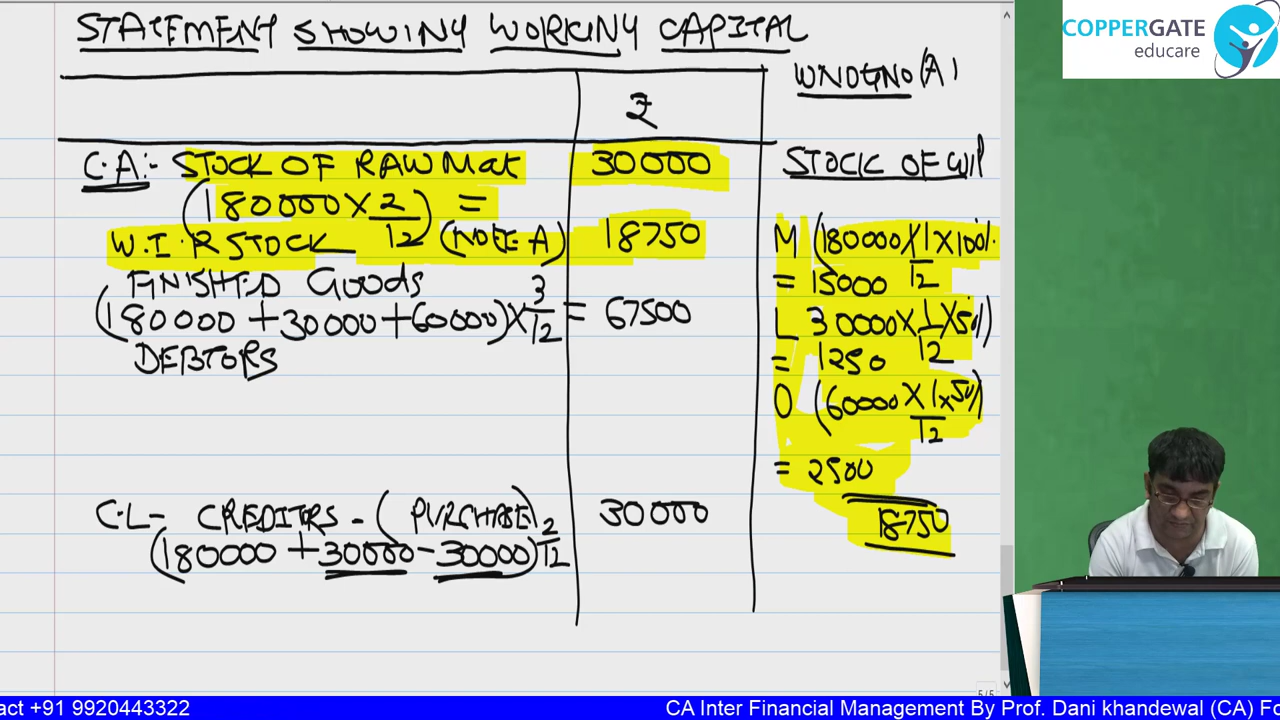 STATEMENT SHOWING WORKING CAPITAL
₹
C.A:- STOCK OF RAW Mat 30000
(180000 X 2/12) =
W.I.P STOCK (NOTE A) 18750
FINISHED Goods
(180000 + 30000 + 60000) X 3/12 = 67500
DEBTORS
C.L- CREDITORS - (PURCHASE) 30000
(180000 + 30000 - 30000) 2/12
(A)
STOCK OF WIP
M (180000 X 1/12 X 100%
= 15000
L 30000 X 1/12 X 50%)
= 1250
O (60000 X 1/12 X 50%)
= 2500
18750
COPPERGATE
educare
5/5
act +91 9920443322
CA Inter Financial Management By Prof. Dani khandewal (CA) Fo